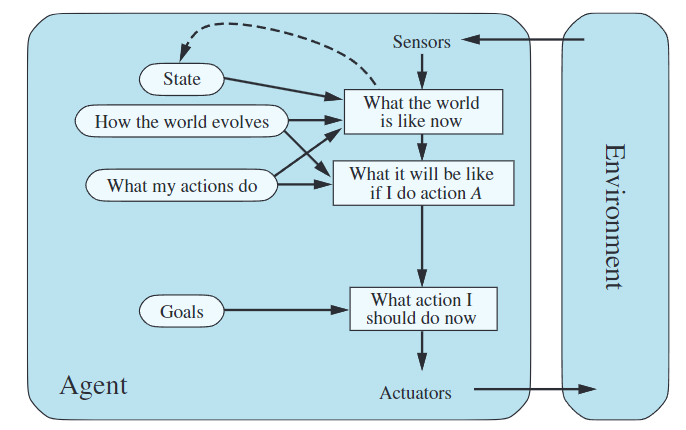 Sensors
State
What the world
is like now
How the world evolves
What it will be like
if I do action A
What my actions do
Environment
What action I
should do now
Goals
Agent
Actuators